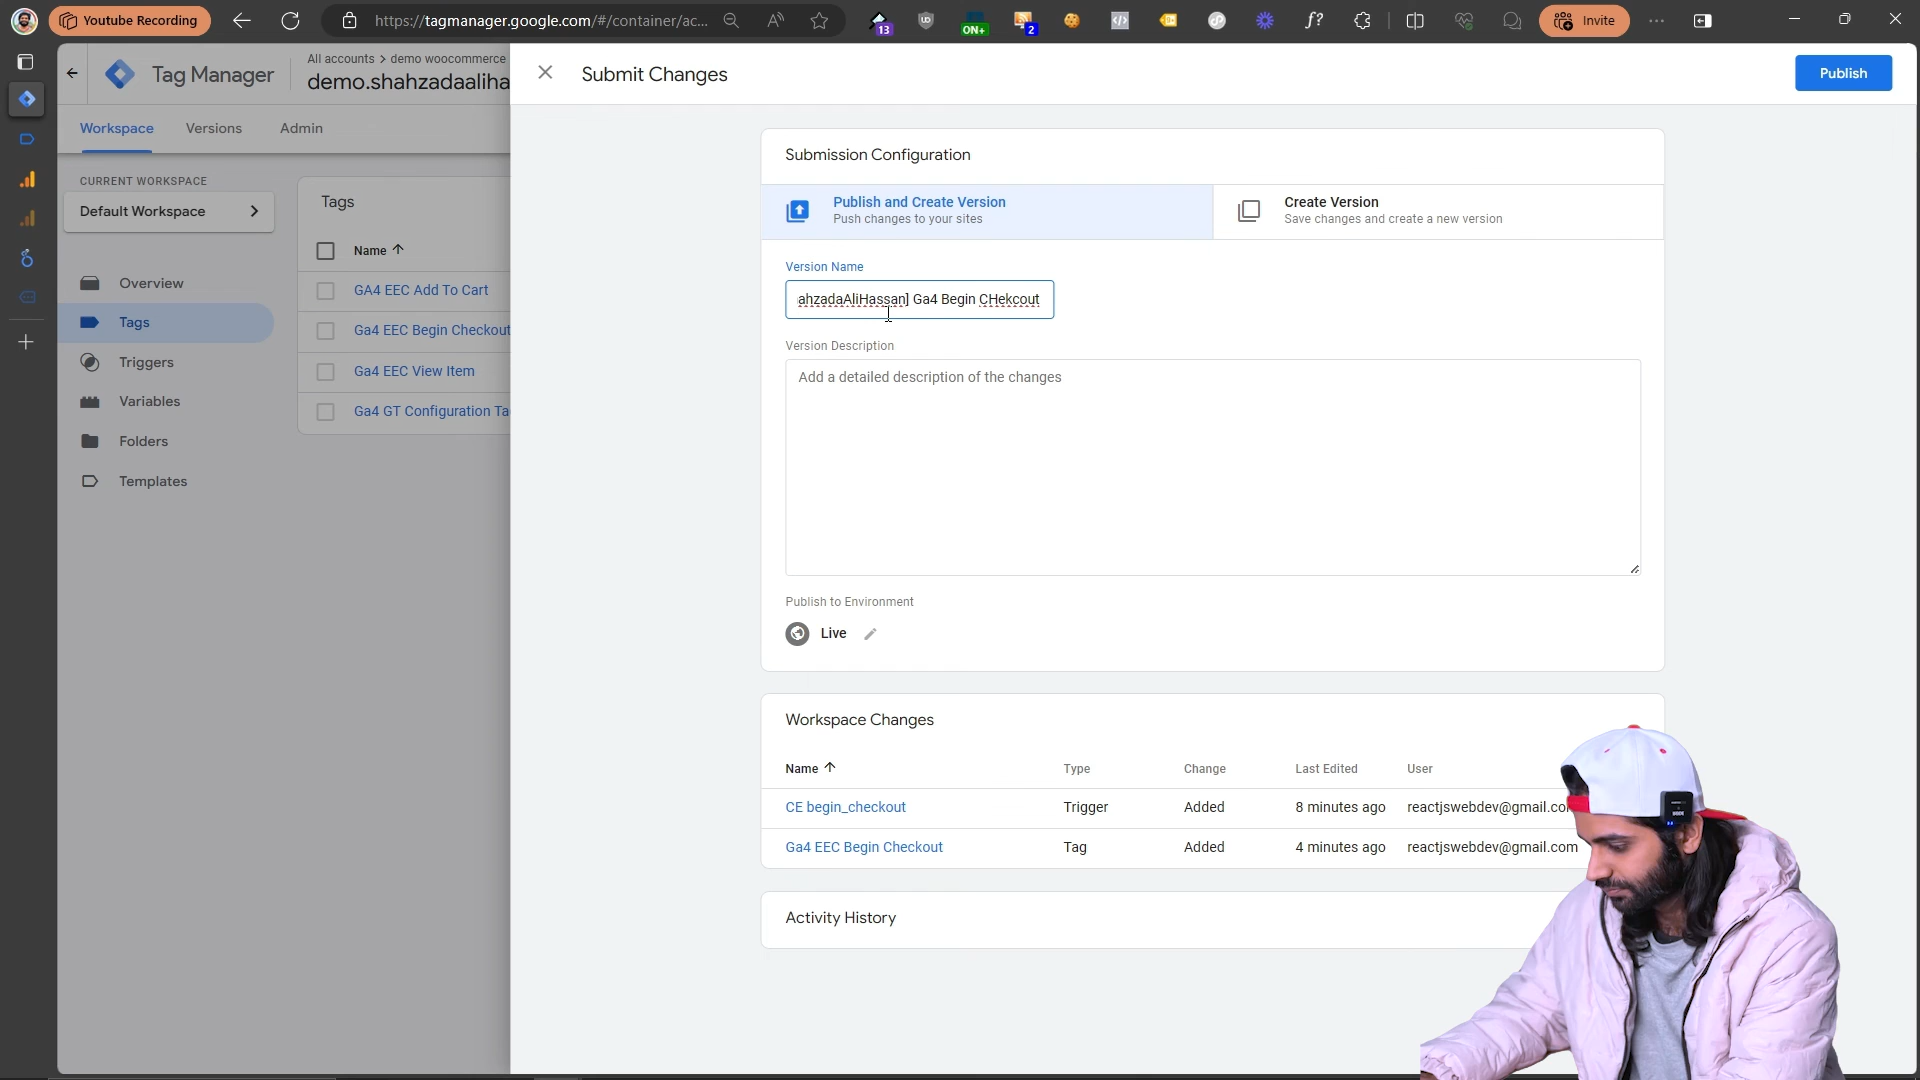 Youtube Recording
https://tagmanager.google.com/#/container/ac...
13
ON+
2
Invite
Tag Manager
All accounts > demo woocommerce
demo.shahzadaaliha
Submit Changes
Publish
Workspace
Versions
Admin
CURRENT WORKSPACE
Default Workspace
Overview
Tags
Triggers
Variables
Folders
Templates
Tags
Name
GA4 EEC Add To Cart
Ga4 EEC Begin Checkout
Ga4 EEC View Item
Ga4 GT Configuration Ta
Submission Configuration
Publish and Create Version
Push changes to your sites
Create Version
Save changes and create a new version
Version Name
ahzadaAliHassan] Ga4 Begin CHekcout
Version Description
Add a detailed description of the changes
Publish to Environment
Live
Workspace Changes
Name Type Change Last Edited User
CE begin_checkout Trigger Added 8 minutes ago reactjswebdev@gmail.co
Ga4 EEC Begin Checkout Tag Added 4 minutes ago reactjswebdev@gmail.com
Activity History